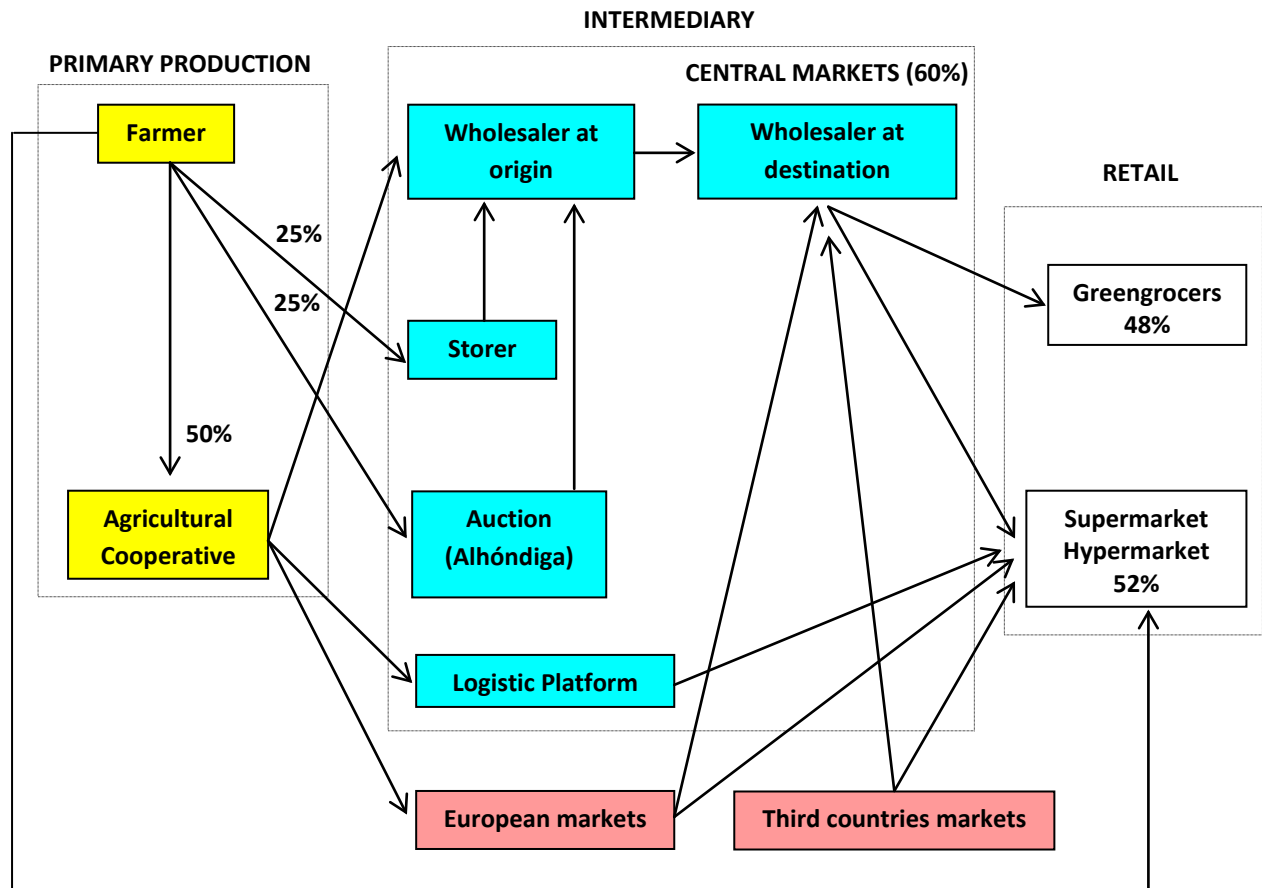 INTERMEDIARY
PRIMARY PRODUCTION
CENTRAL MARKETS (60%)
Farmer
Wholesaler at
origin
Wholesaler at
destination
RETAIL
25%
25%
Greengrocers
48%
Storer
50%
Agricultural
Cooperative
Auction
(Alhóndiga)
Supermarket
Hypermarket
52%
Logistic Platform
European markets
Third countries markets